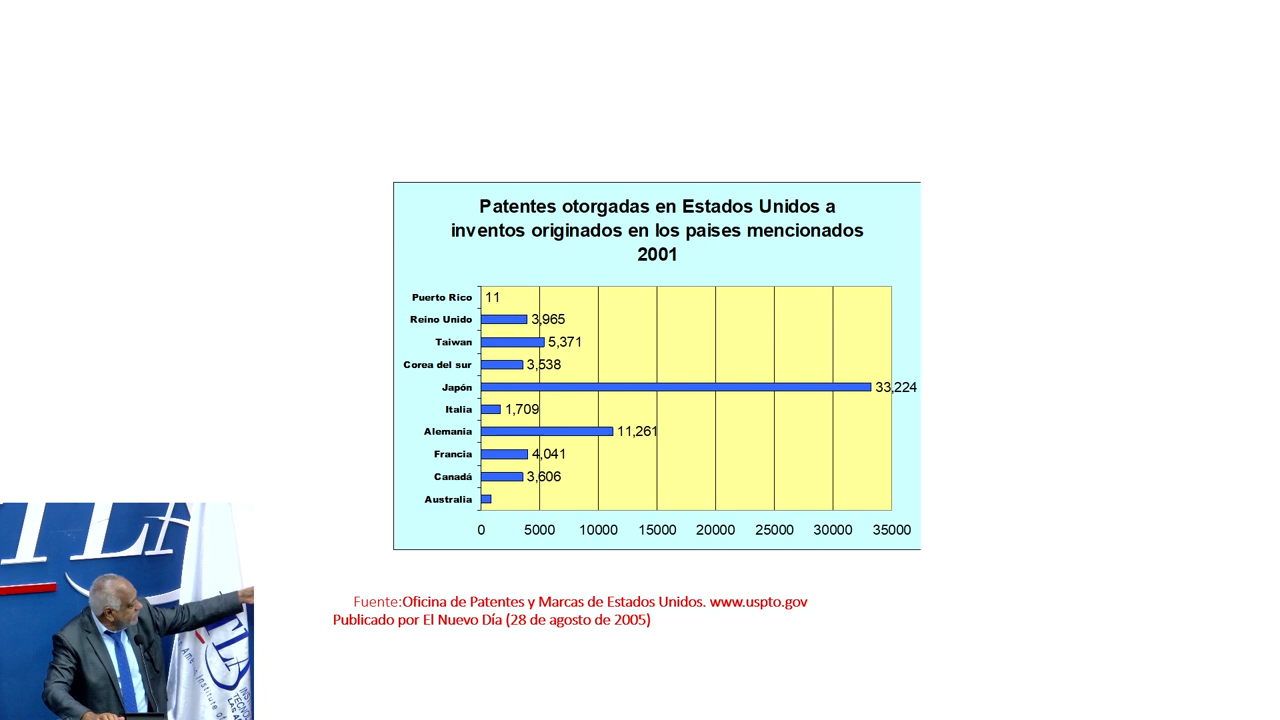 Patentes otorgadas en Estados Unidos a
inventos originados en los paises mencionados
2001
Puerto Rico 11
Reino Unido 3,965
Taiwan 5,371
Corea del sur 3,538
Japón 33,224
Italia 1,709
Alemania 11,261
Francia 4,041
Canadá 3,606
Australia
0 5000 10000 15000 20000 25000 30000 35000
Fuente:Oficina de Patentes y Marcas de Estados Unidos. www.uspto.gov
Publicado por El Nuevo Día (28 de agosto de 2005)
ITLA
Institute of